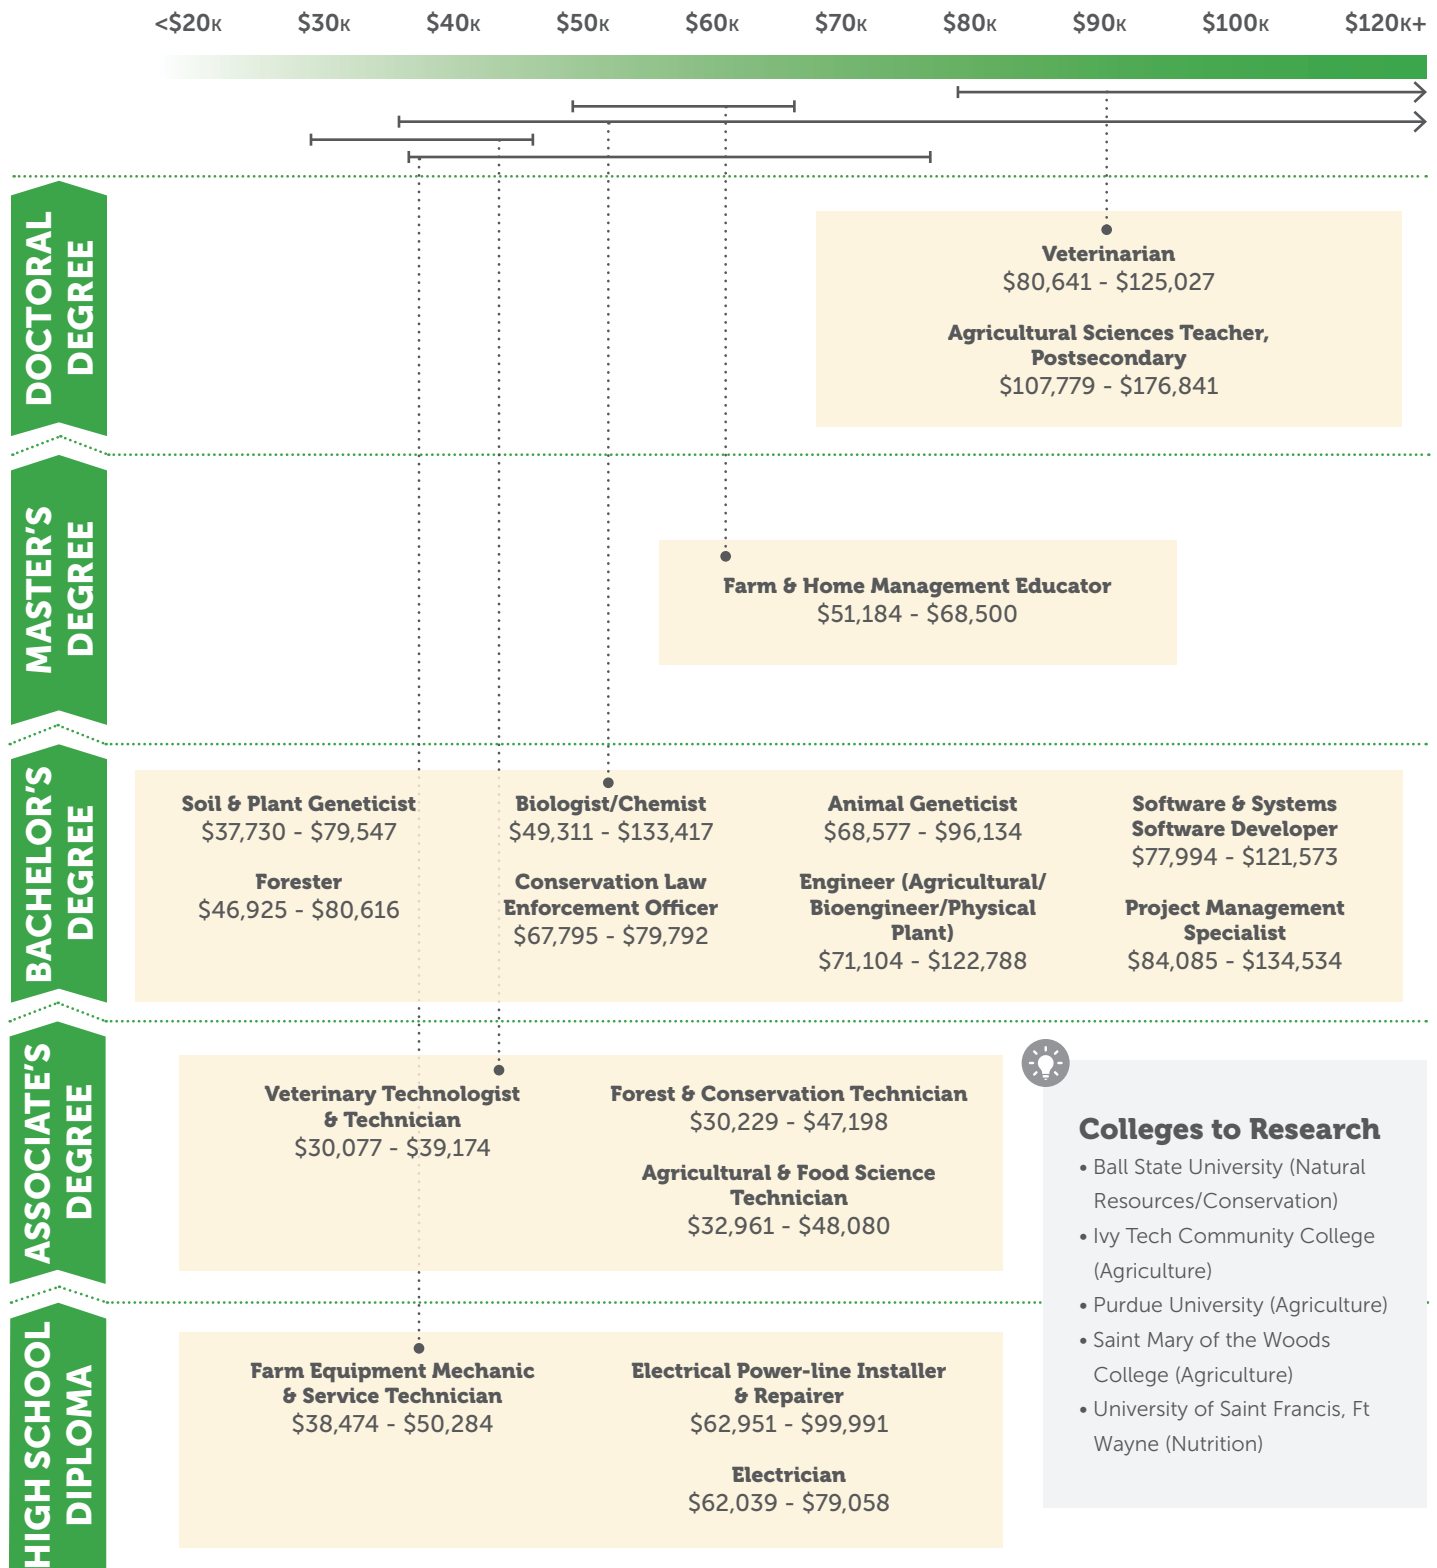 <$20K $30K $40K $50K $60K $70K $80K $90K $100K $120K+
DOCTORAL
DEGREE
Veterinarian
$80,641 - $125,027
Agricultural Sciences Teacher,
Postsecondary
$107,779 - $176,841
MASTER'S
DEGREE
Farm & Home Management Educator
$51,184 - $68,500
BACHELOR'S
DEGREE
Soil & Plant Geneticist
$37,730 - $79,547
Forester
$46,925 - $80,616
Biologist/Chemist
$49,311 - $133,417
Conservation Law
Enforcement Officer
$67,795 - $79,792
Animal Geneticist
$68,577 - $96,134
Engineer (Agricultural/
Bioengineer/Physical
Plant)
$71,104 - $122,788
Software & Systems
Software Developer
$77,994 - $121,573
Project Management
Specialist
$84,085 - $134,534
ASSOCIATE'S
DEGREE
Veterinary Technologist
& Technician
$30,077 - $39,174
Forest & Conservation Technician
$30,229 - $47,198
Agricultural & Food Science
Technician
$32,961 - $48,080
HIGH SCHOOL
DIPLOMA
Farm Equipment Mechanic
& Service Technician
$38,474 - $50,284
Electrical Power-line Installer
& Repairer
$62,951 - $99,991
Electrician
$62,039 - $79,058
Colleges to Research
• Ball State University (Natural
Resources/Conservation)
• Ivy Tech Community College
(Agriculture)
• Purdue University (Agriculture)
• Saint Mary of the Woods
College (Agriculture)
• University of Saint Francis, Ft
Wayne (Nutrition)